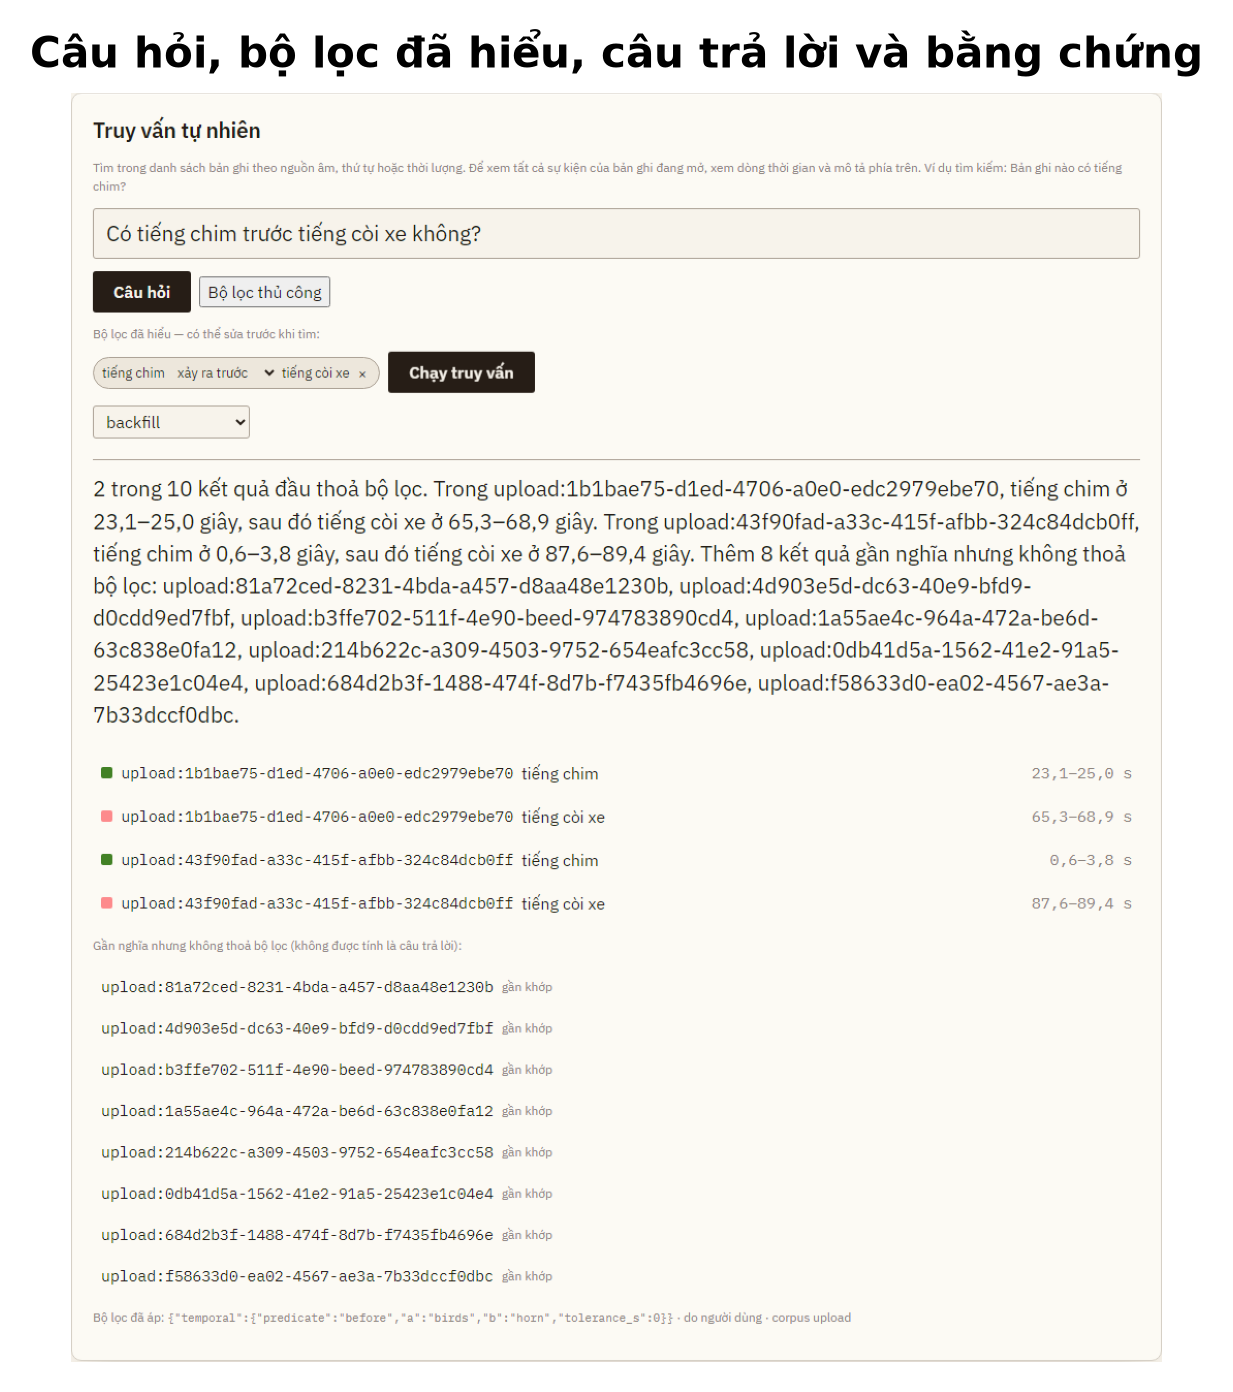 Câu hỏi, bộ lọc đã hiểu, câu trả lời và bằng chứng
Truy vấn tự nhiên
Tìm trong danh sách bản ghi theo nguồn âm, thứ tự hoặc thời lượng. Để xem tất cả sự kiện của bản ghi đang mở, xem dòng thời gian và mô tả phía trên. Ví dụ tìm kiếm: Bản ghi nào có tiếng
chim?
Có tiếng chim trước tiếng còi xe không?
Câu hỏi
Bộ lọc thủ công
Bộ lọc đã hiểu — có thể sửa trước khi tìm:
tiếng chim xảy ra trước tiếng còi xe ×
Chạy truy vấn
backfill
2 trong 10 kết quả đầu thoả bộ lọc. Trong upload:1b1bae75-d1ed-4706-a0e0-edc2979ebe70, tiếng chim ở
23,1–25,0 giây, sau đó tiếng còi xe ở 65,3–68,9 giây. Trong upload:43f90fad-a33c-415f-afbb-324c84dcb0ff,
tiếng chim ở 0,6–3,8 giây, sau đó tiếng còi xe ở 87,6–89,4 giây. Thêm 8 kết quả gần nghĩa nhưng không thoả
bộ lọc: upload:81a72ced-8231-4bda-a457-d8aa48e1230b, upload:4d903e5d-dc63-40e9-bfd9-
d0cdd9ed7fbf, upload:b3ffe702-511f-4e90-beed-974783890cd4, upload:1a55ae4c-964a-472a-be6d-
63c838e0fa12, upload:214b622c-a309-4503-9752-654eafc3cc58, upload:0db41d5a-1562-41e2-91a5-
25423e1c04e4, upload:684d2b3f-1488-474f-8d7b-f7435fb4696e, upload:f58633d0-ea02-4567-ae3a-
7b33dccf0dbc.
upload:1b1bae75-d1ed-4706-a0e0-edc2979ebe70 tiếng chim 23,1–25,0 s
upload:1b1bae75-d1ed-4706-a0e0-edc2979ebe70 tiếng còi xe 65,3–68,9 s
upload:43f90fad-a33c-415f-afbb-324c84dcb0ff tiếng chim 0,6–3,8 s
upload:43f90fad-a33c-415f-afbb-324c84dcb0ff tiếng còi xe 87,6–89,4 s
Gần nghĩa nhưng không thoả bộ lọc (không được tính là câu trả lời):
upload:81a72ced-8231-4bda-a457-d8aa48e1230b gần khớp
upload:4d903e5d-dc63-40e9-bfd9-d0cdd9ed7fbf gần khớp
upload:b3ffe702-511f-4e90-beed-974783890cd4 gần khớp
upload:1a55ae4c-964a-472a-be6d-63c838e0fa12 gần khớp
upload:214b622c-a309-4503-9752-654eafc3cc58 gần khớp
upload:0db41d5a-1562-41e2-91a5-25423e1c04e4 gần khớp
upload:684d2b3f-1488-474f-8d7b-f7435fb4696e gần khớp
upload:f58633d0-ea02-4567-ae3a-7b33dccf0dbc gần khớp
Bộ lọc đã áp: {"temporal":{"predicate":"before","a":"birds","b":"horn","tolerance_s":0}} · do người dùng · corpus upload